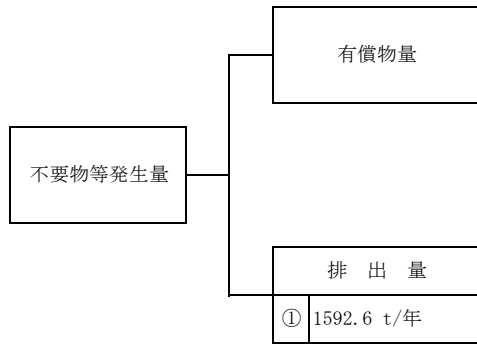 有償物量
不要物等発生量
排 出 量
① 1592.6 t/年